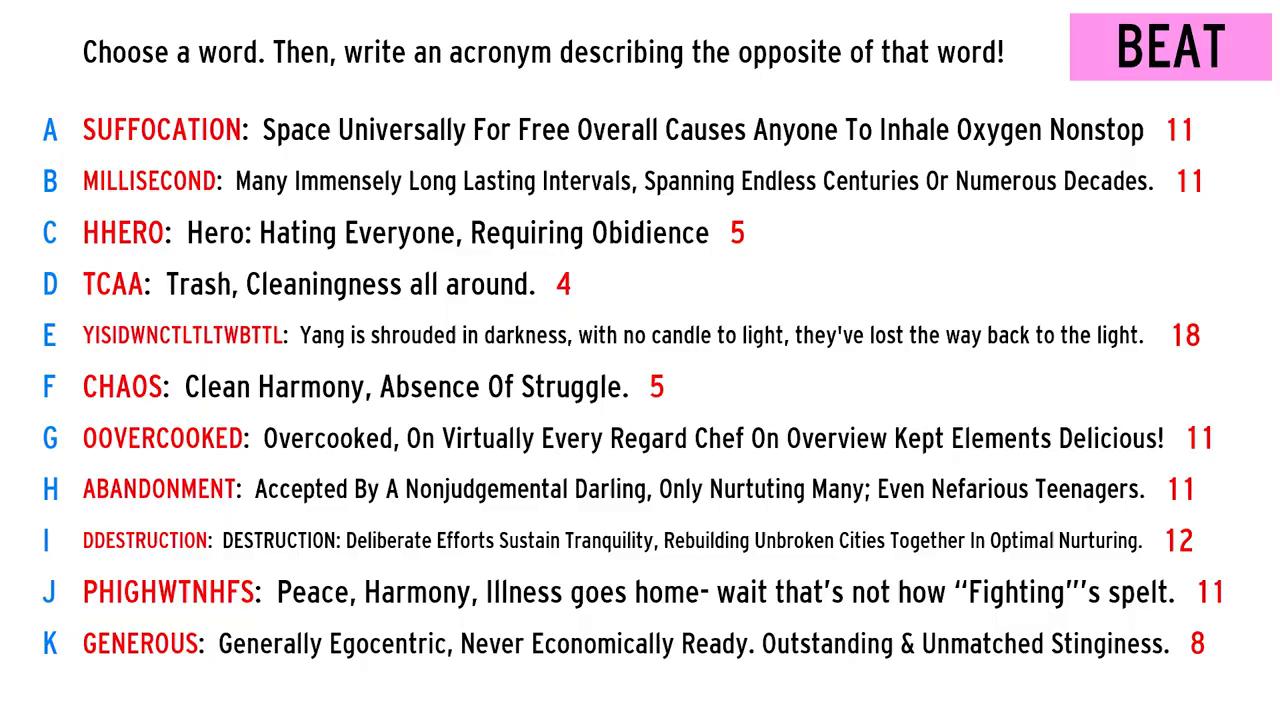 Choose a word. Then, write an acronym describing the opposite of that word!
BEAT
A SUFFOCATION: Space Universally For Free Overall Causes Anyone To Inhale Oxygen Nonstop 11
B MILLISECOND: Many Immensely Long Lasting Intervals, Spanning Endless Centuries Or Numerous Decades. 11
C HHERO: Hero: Hating Everyone, Requiring Obidience 5
D TCAA: Trash, Cleaningness all around. 4
E YISIDWNCTLTLTWBTTL: Yang is shrouded in darkness, with no candle to light, they've lost the way back to the light. 18
F CHAOS: Clean Harmony, Absence Of Struggle. 5
G OOVERCOOKED: Overcooked, On Virtually Every Regard Chef On Overview Kept Elements Delicious! 11
H ABANDONMENT: Accepted By A Nonjudgemental Darling, Only Nurtuting Many; Even Nefarious Teenagers. 11
I DDESTRUCTION: DESTRUCTION: Deliberate Efforts Sustain Tranquility, Rebuilding Unbroken Cities Together In Optimal Nurturing. 12
J PHIGHWTNHFS: Peace, Harmony, Illness goes home- wait that’s not how “Fighting”’’s spelt. 11
K GENEROUS: Generally Egocentric, Never Economically Ready. Outstanding & Unmatched Stinginess. 8